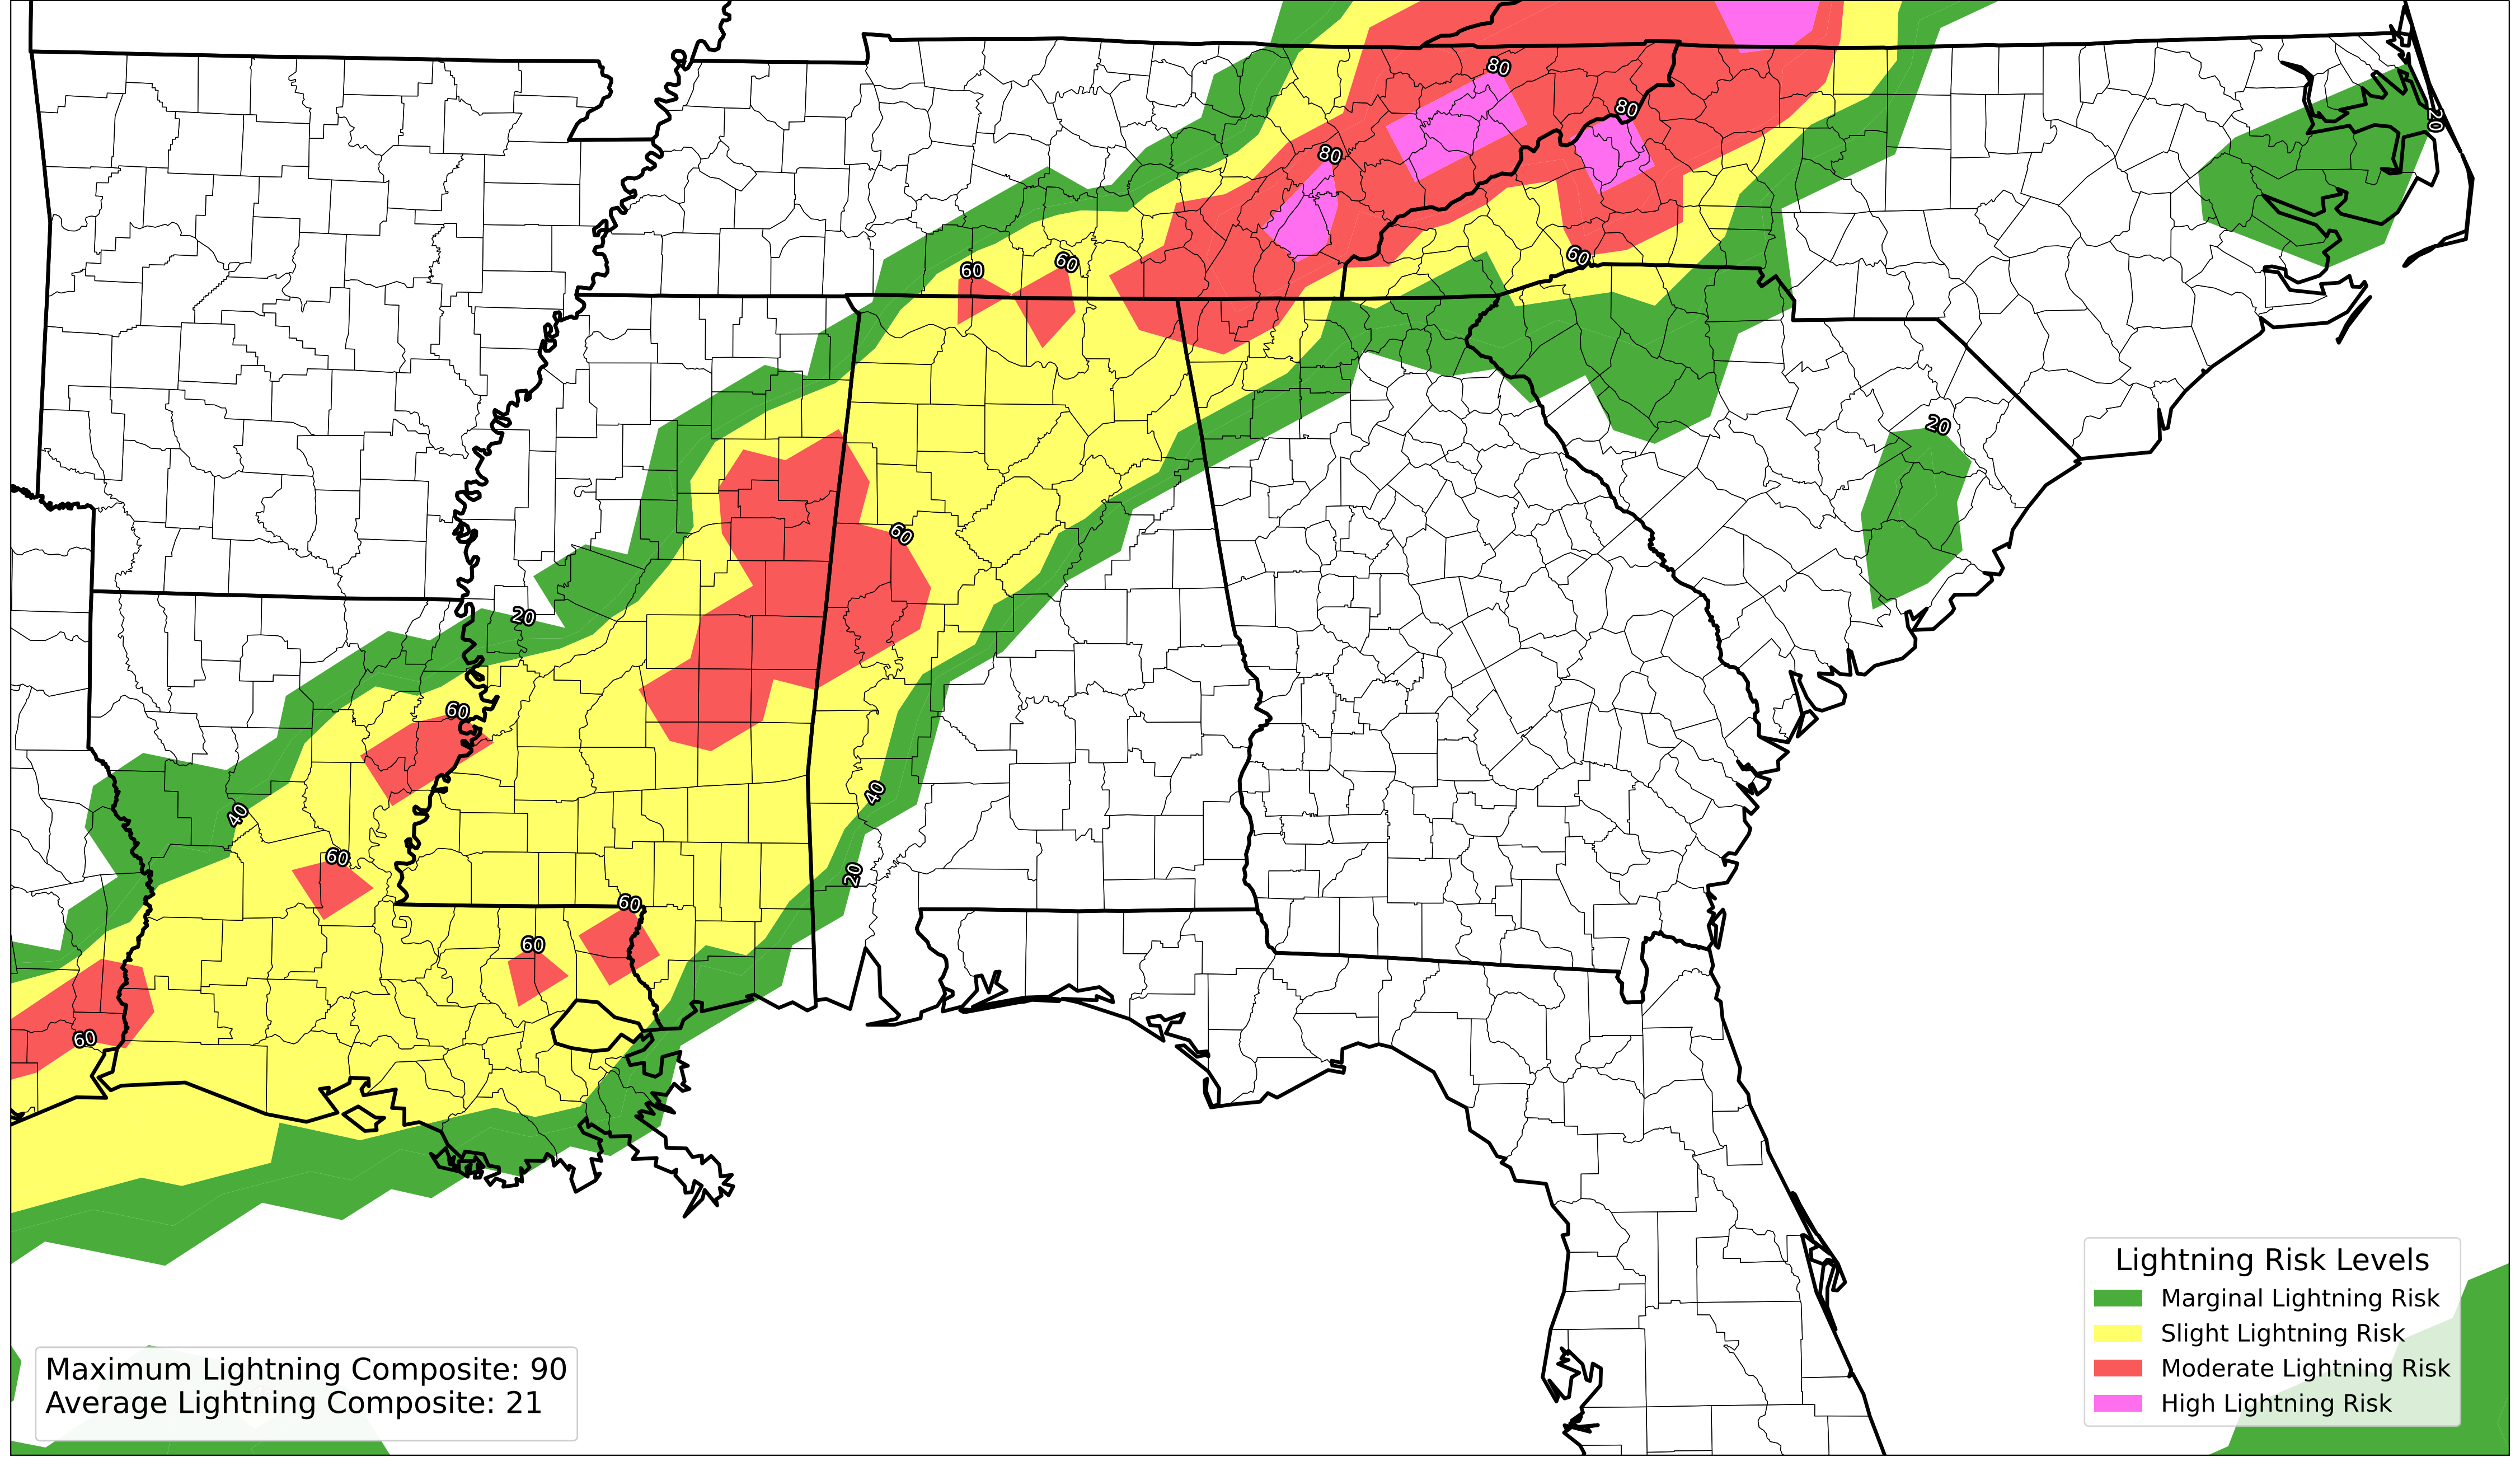 80
80
20
80
60
60
60
20
60
20
60
40
40
60
20
60
60
60
Lightning Risk Levels
Marginal Lightning Risk
Slight Lightning Risk
Moderate Lightning Risk
High Lightning Risk
Maximum Lightning Composite: 90
Average Lightning Composite: 21